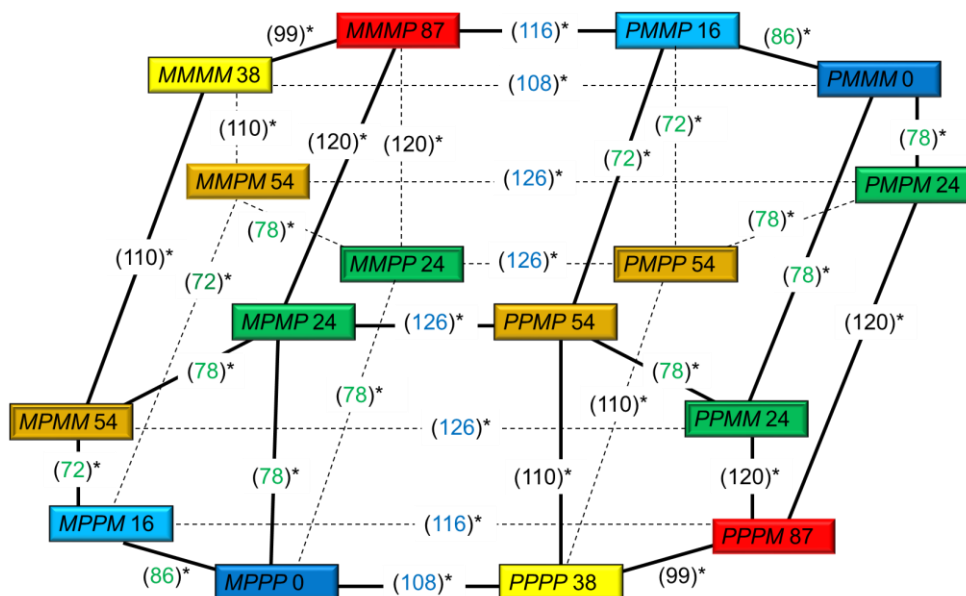 MMMP 87 (116)* PMMP 16
(99)* (86)*
MMMM 38 (108)* PMMM 0
(110)* (120)* (120)* (72)* (72)* (78)*
MMPM 54 (126)* PMPM 24
(78)* (78)*
(110)* (72)* MMPP 24 (126)* PMPP 54 (78)*
MPMP 24 (126)* PPMP 54 (120)*
(78)* (78)* (78)* (110)*
MPMM 54 (126)* PPMM 24
(72)* (78)* (110)* (120)*
MPPM 16 (116)* PPPM 87
(86)* MPPP 0 (108)* PPPP 38 (99)*